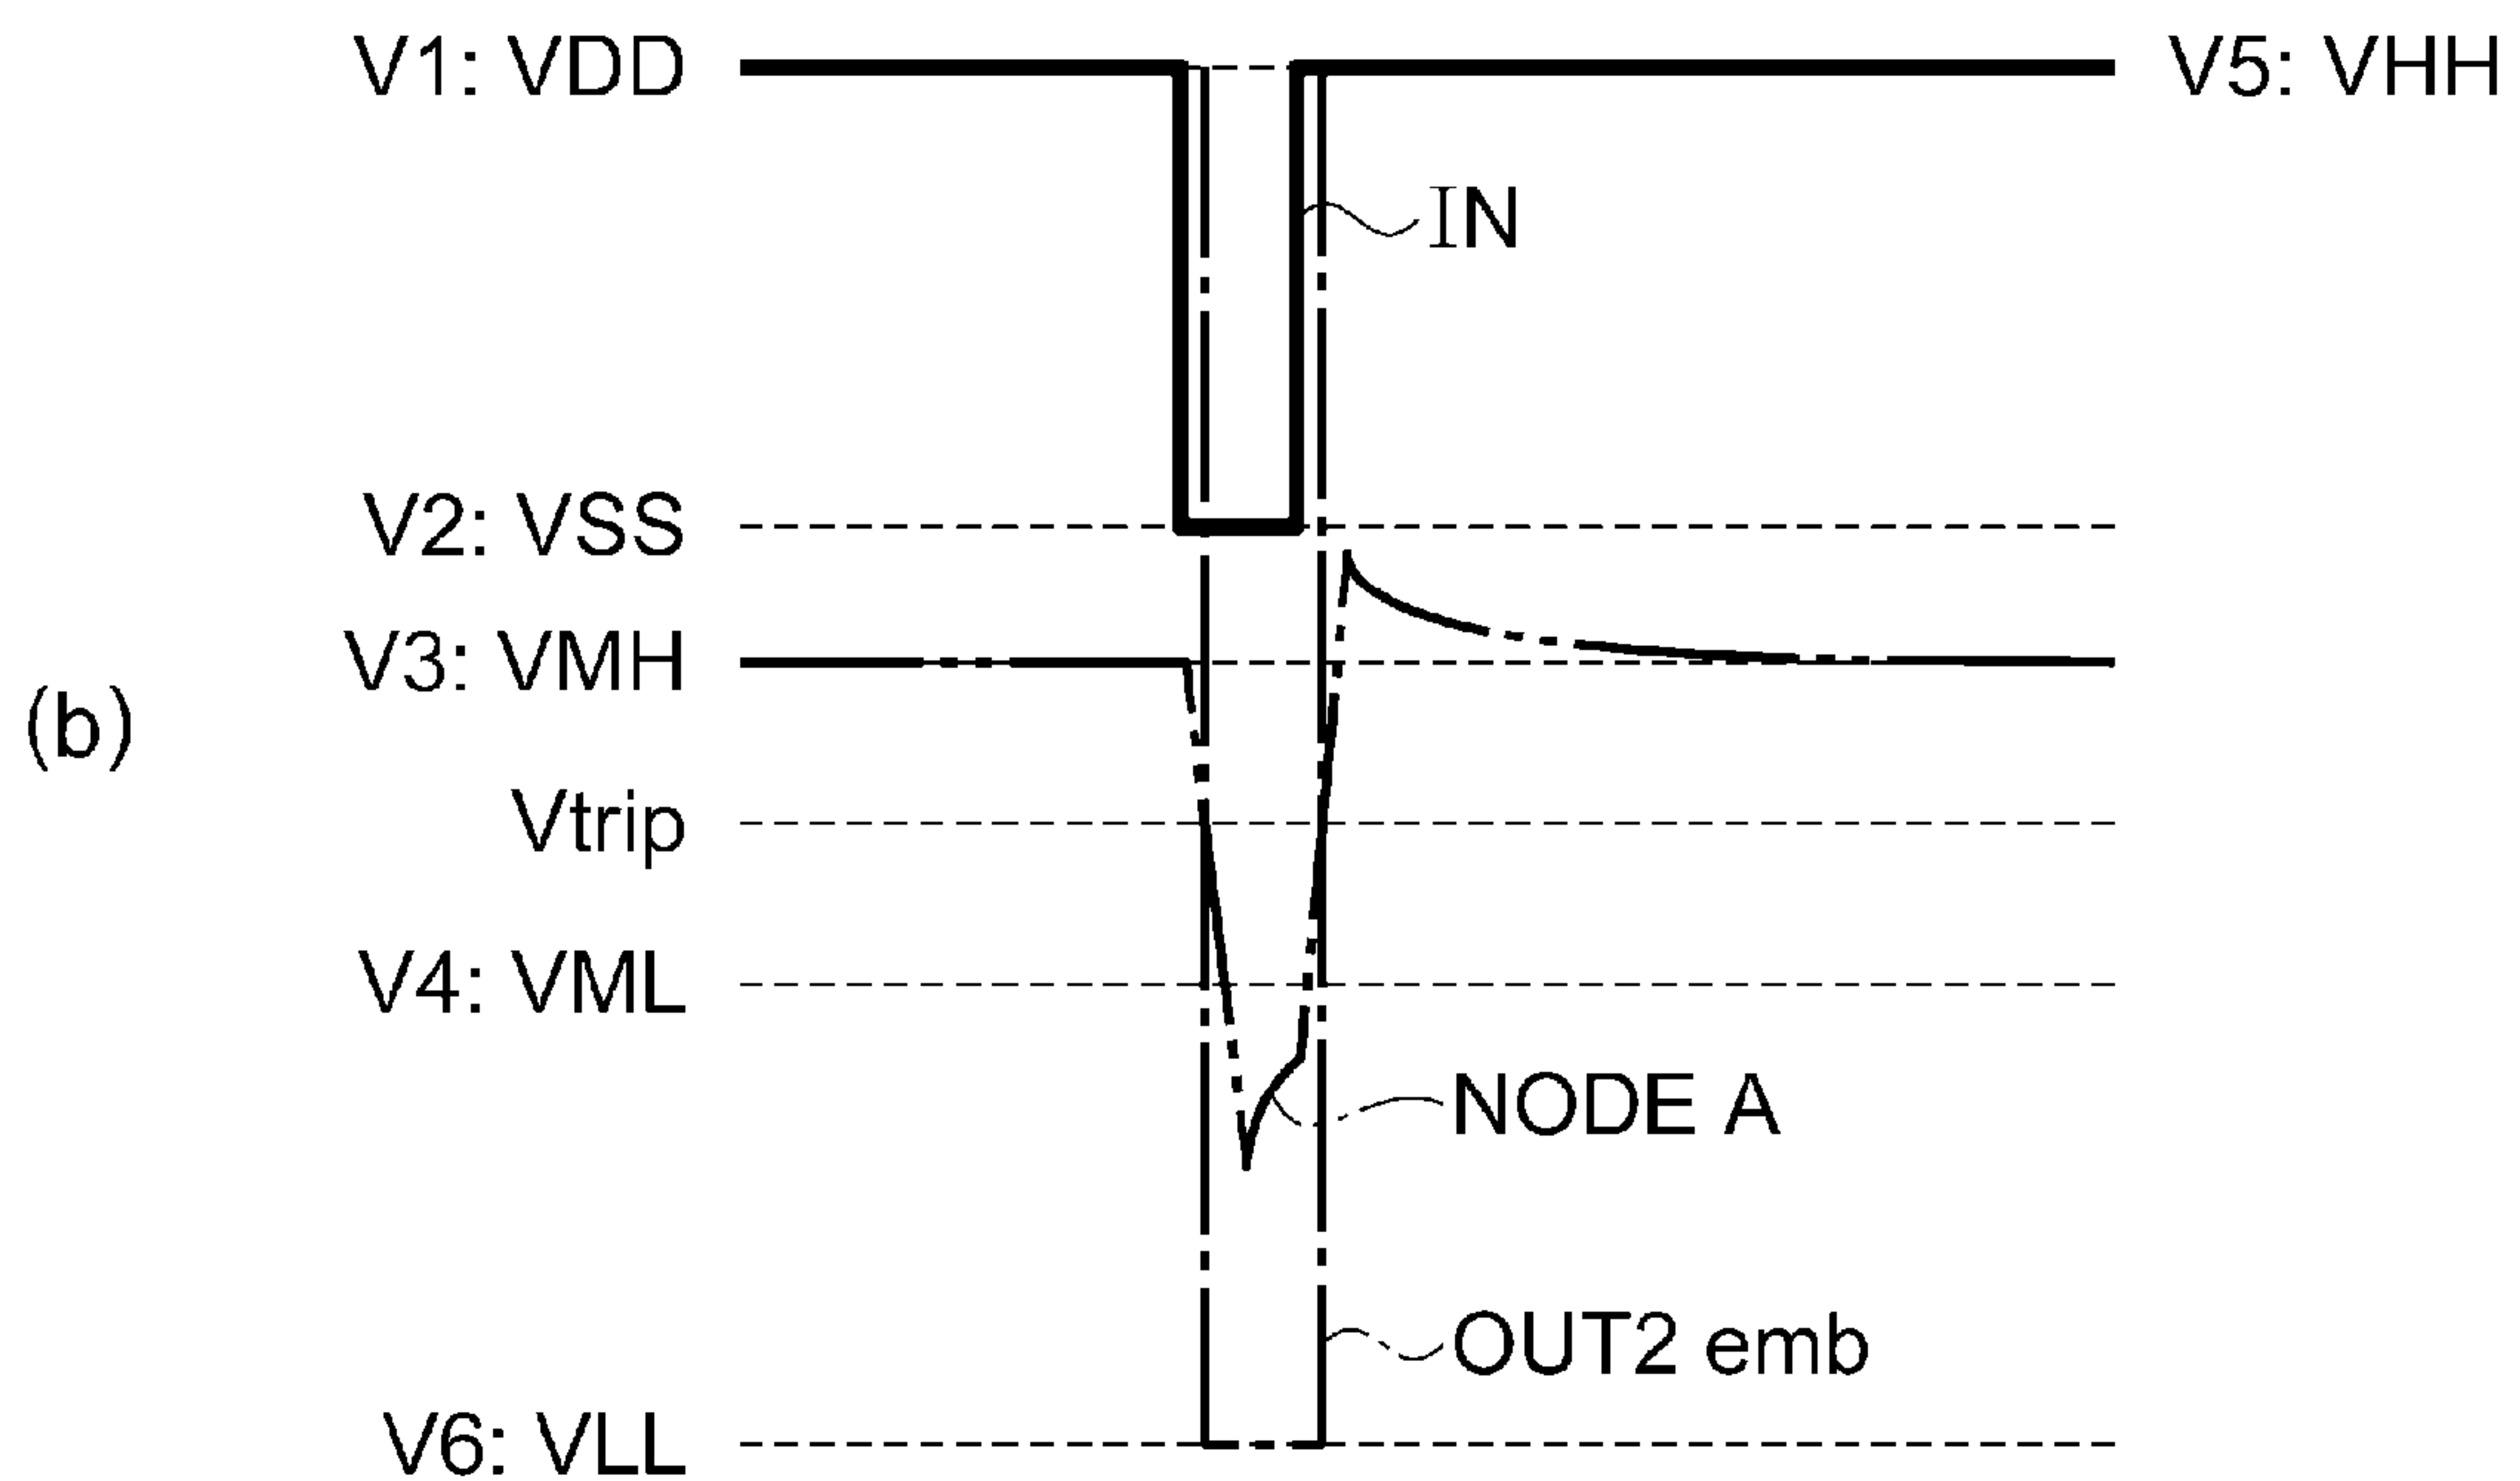 V1: VDD
V5: VHH
IN
V2: VSS
V3: VMH
(b)
Vtrip
V4: VML
NODE A
OUT2 emb
V6: VLL